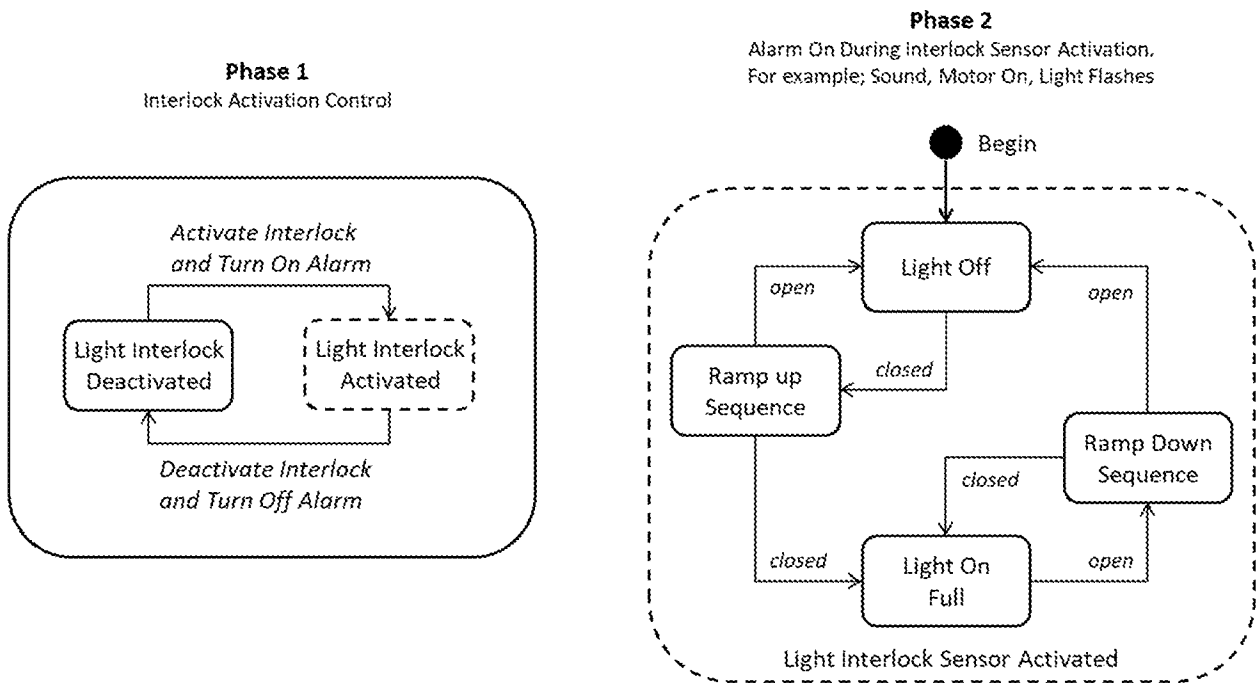 Phase 1
Interlock Activation Control
Activate Interlock
and Turn On Alarm
Light Interlock
Deactivated
Light Interlock
Activated
Deactivate Interlock
and Turn Off Alarm
Phase 2
Alarm On During Interlock Sensor Activation.
For example; Sound, Motor On, Light Flashes
Begin
Light Off
open
open
closed
Ramp up
Sequence
Ramp Down
Sequence
closed
closed
Light On
Full
open
Light Interlock Sensor Activated